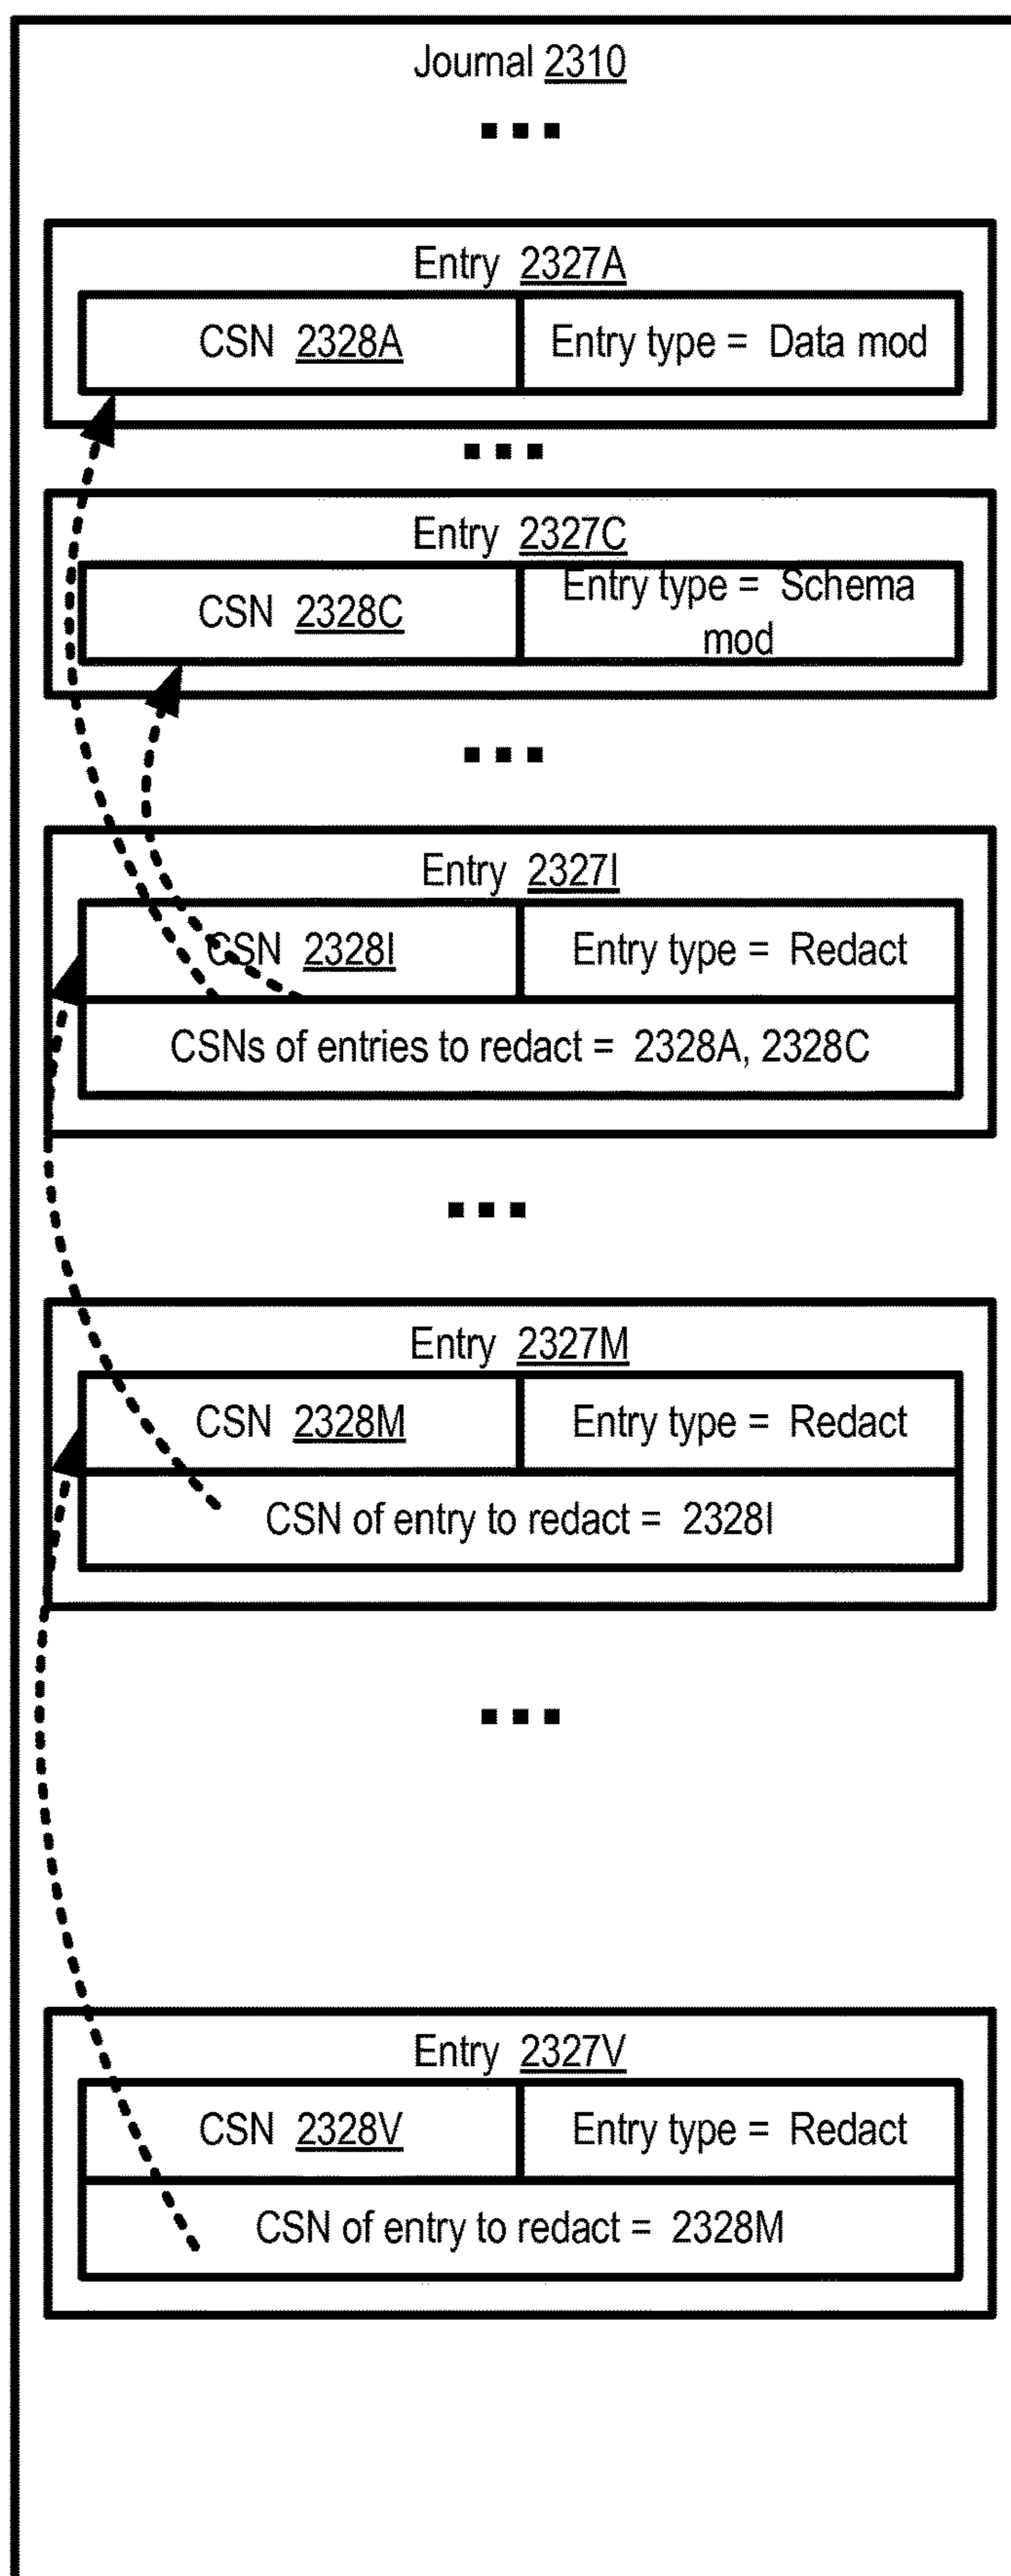 Journal 2310
Entry 2327A
CSN 2328A
Entry type = Data mod
Entry 2327C
CSN 2328C
Entry type = Schema
mod
Entry 2327I
CSN 2328I
Entry type = Redact
CSNs of entries to redact = 2328A, 2328C
Entry 2327M
CSN 2328M
Entry type = Redact
CSN of entry to redact = 2328I
Entry 2327V
CSN 2328V
Entry type = Redact
CSN of entry to redact = 2328M